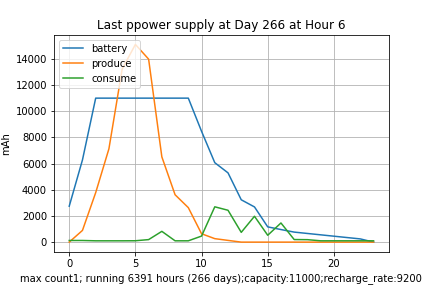 Last ppower supply at Day 266 at Hour 6
battery
produce
consume
14000
12000
10000
8000
6000
4000
2000
0
mAh
0 5 10 15 20
max count1; running 6391 hours (266 days);capacity:11000;recharge_rate:9200